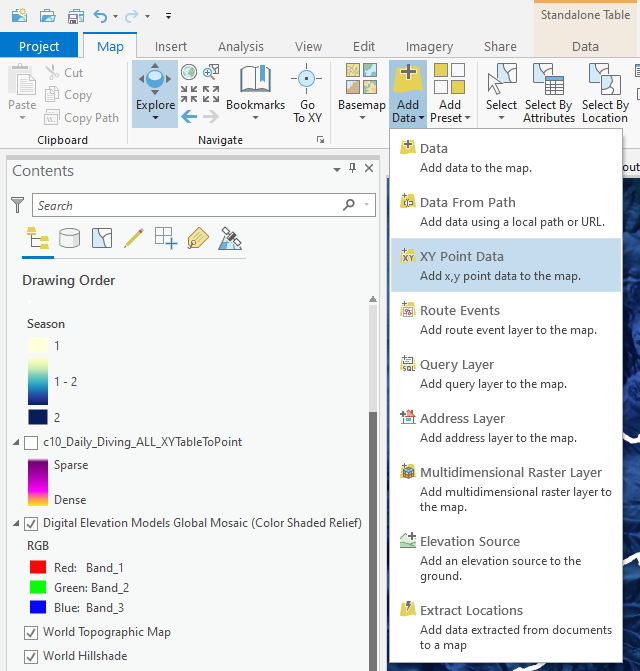 Standalone Table
Project
Map
Insert
Analysis
View
Edit
Imagery
Share
Data
Paste
Cut
Copy
Copy Path
Clipboard
Explore
Bookmarks
Go
To XY
Navigate
Basemap
Add
Data
Add
Preset
Select
Select By
Attributes
Select By
Location
Contents
Search
Drawing Order
Season
1
1 - 2
2
c10_Daily_Diving_ALL_XYTableToPoint
Sparse
Dense
Digital Elevation Models Global Mosaic (Color Shaded Relief)
RGB
Red: Band_1
Green: Band_2
Blue: Band_3
World Topographic Map
World Hillshade
Data
Add data to the map.
Data From Path
Add data using a local path or URL.
XY
XY Point Data
Add x,y point data to the map.
Route Events
Add route event layer to the map.
SQL
Query Layer
Add query layer to the map.
Address Layer
Add address layer to the map.
Multidimensional Raster Layer
Add multidimensional raster layer to
the map.
Elevation Source
Add an elevation source to the
ground.
Extract Locations
Add data extracted from documents
to a map
out